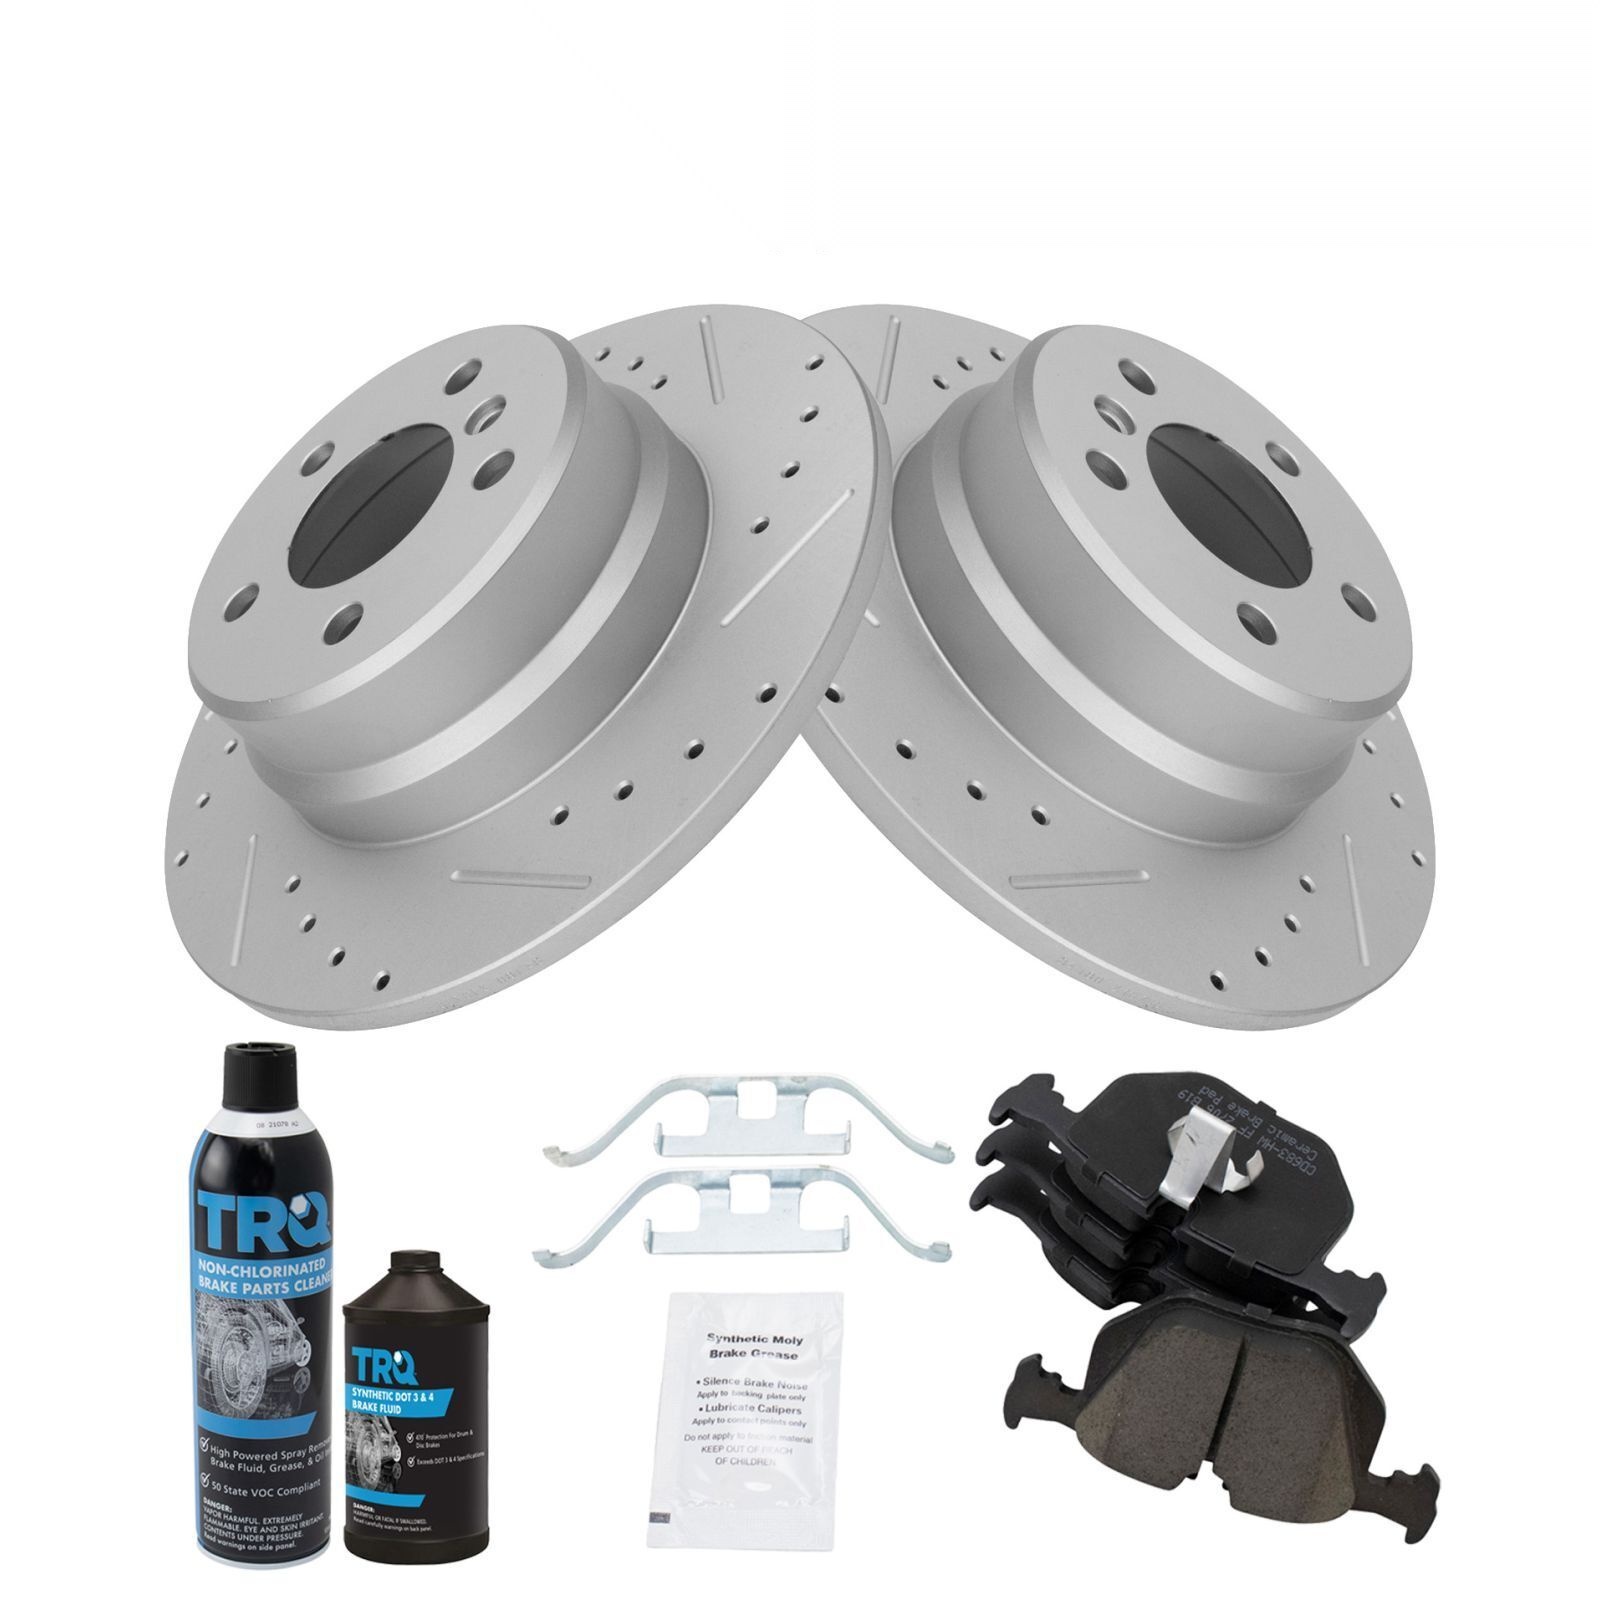 08 21078 A2
TRQ
NON-CHLORINATED
BRAKE PARTS CLEANER
High Powered Spray Removes
Brake Fluid, Grease, & Oil
50 State VOC Compliant
DANGER:
VAPOR HARMFUL. EXTREMELY
FLAMMABLE. EYE AND SKIN IRRITANT.
CONTENTS UNDER PRESSURE.
Read warnings on side panel.
TRQ
SYNTHETIC DOT 3 & 4
BRAKE FLUID
470° Protection For Drum &
Disc Brakes
Exceeds DOT 3 & 4 Specifications
DANGER:
HARMFUL OR FATAL IF SWALLOWED.
Read carefully warnings on back panel.
Synthetic Moly
Brake Grease
• Silence Brake Noise
Apply to backing plate only
• Lubricate Calipers
Apply to contact points only
Do not apply to friction material
KEEP OUT OF REACH
OF CHILDREN
CD683-HW FF
Ceramic Brake Pad